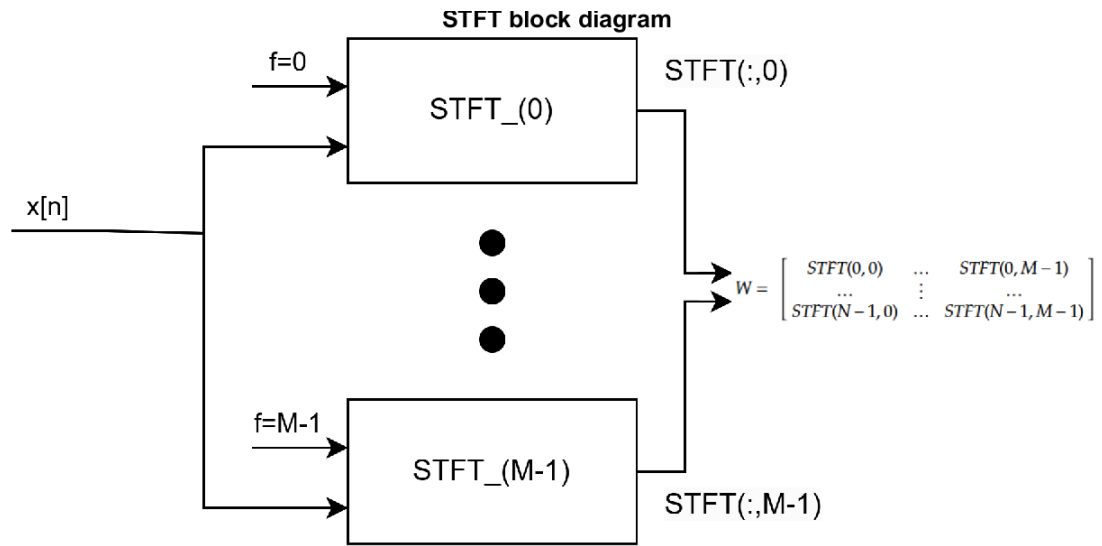 STFT block diagram
f=0
STFT_(0)
STFT(:,0)
x[n]
W = [ STFT(0,0) ... STFT(0,M−1)
... ⋮ ...
STFT(N−1,0) ... STFT(N−1,M−1) ]
f=M-1
STFT_(M-1)
STFT(:,M-1)